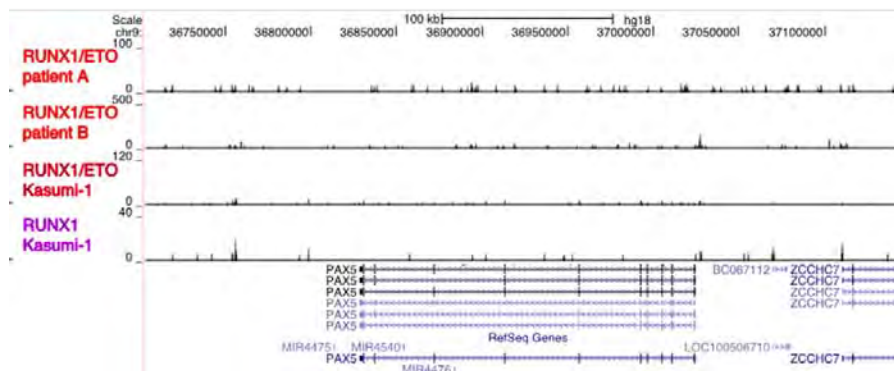 Scale 100 kb hg18
chr9: 36750000 36800000 36850000 36900000 36950000 37000000 37050000 37100000
100
RUNX1/ETO
patient A
0
500
RUNX1/ETO
patient B
0
120
RUNX1/ETO
Kasumi-1
0
40
RUNX1
Kasumi-1
0
PAX5 BC067112 ZCCHC7
PAX5 ZCCHC7
PAX5 ZCCHC7
PAX5 ZCCHC7
PAX5
PAX5
RefSeq Genes
MIR4475 MIR4540 LOC100506710
PAX5 ZCCHC7
MIR4476